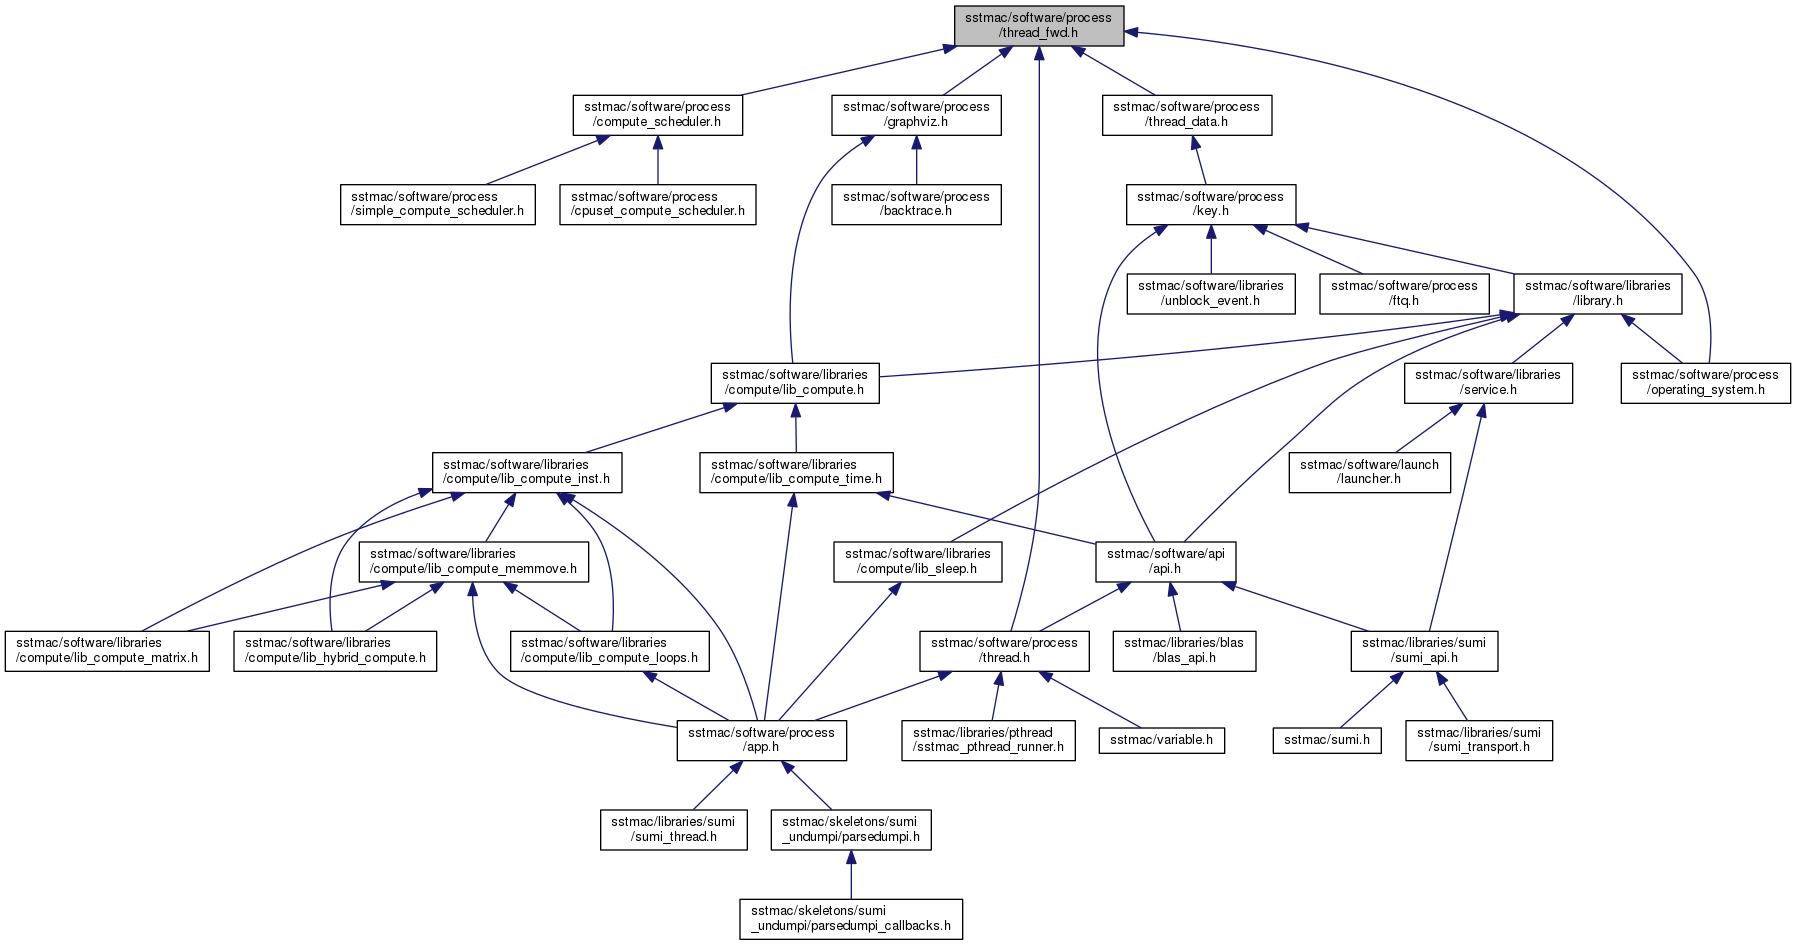 sstmac/software/process
/thread_fwd.h
sstmac/software/process
/compute_scheduler.h
sstmac/software/process
/graphviz.h
sstmac/software/process
/thread_data.h
sstmac/software/process
/simple_compute_scheduler.h
sstmac/software/process
/cpuset_compute_scheduler.h
sstmac/software/process
/backtrace.h
sstmac/software/process
/key.h
sstmac/software/libraries
/unblock_event.h
sstmac/software/process
/ftq.h
sstmac/software/libraries
/library.h
sstmac/software/libraries
/compute/lib_compute.h
sstmac/software/libraries
/service.h
sstmac/software/process
/operating_system.h
sstmac/software/libraries
/compute/lib_compute_inst.h
sstmac/software/libraries
/compute/lib_compute_time.h
sstmac/software/launch
/launcher.h
sstmac/software/libraries
/compute/lib_compute_memmove.h
sstmac/software/libraries
/compute/lib_sleep.h
sstmac/software/api
/api.h
sstmac/software/libraries
/compute/lib_compute_matrix.h
sstmac/software/libraries
/compute/lib_hybrid_compute.h
sstmac/software/libraries
/compute/lib_compute_loops.h
sstmac/software/process
/thread.h
sstmac/libraries/blas
/blas_api.h
sstmac/libraries/sumi
/sumi_api.h
sstmac/software/process
/app.h
sstmac/libraries/pthread
/sstmac_pthread_runner.h
sstmac/variable.h
sstmac/sumi.h
sstmac/libraries/sumi
/sumi_transport.h
sstmac/libraries/sumi
/sumi_thread.h
sstmac/skeletons/sumi
_undumpi/parsedumpi.h
sstmac/skeletons/sumi
_undumpi/parsedumpi_callbacks.h